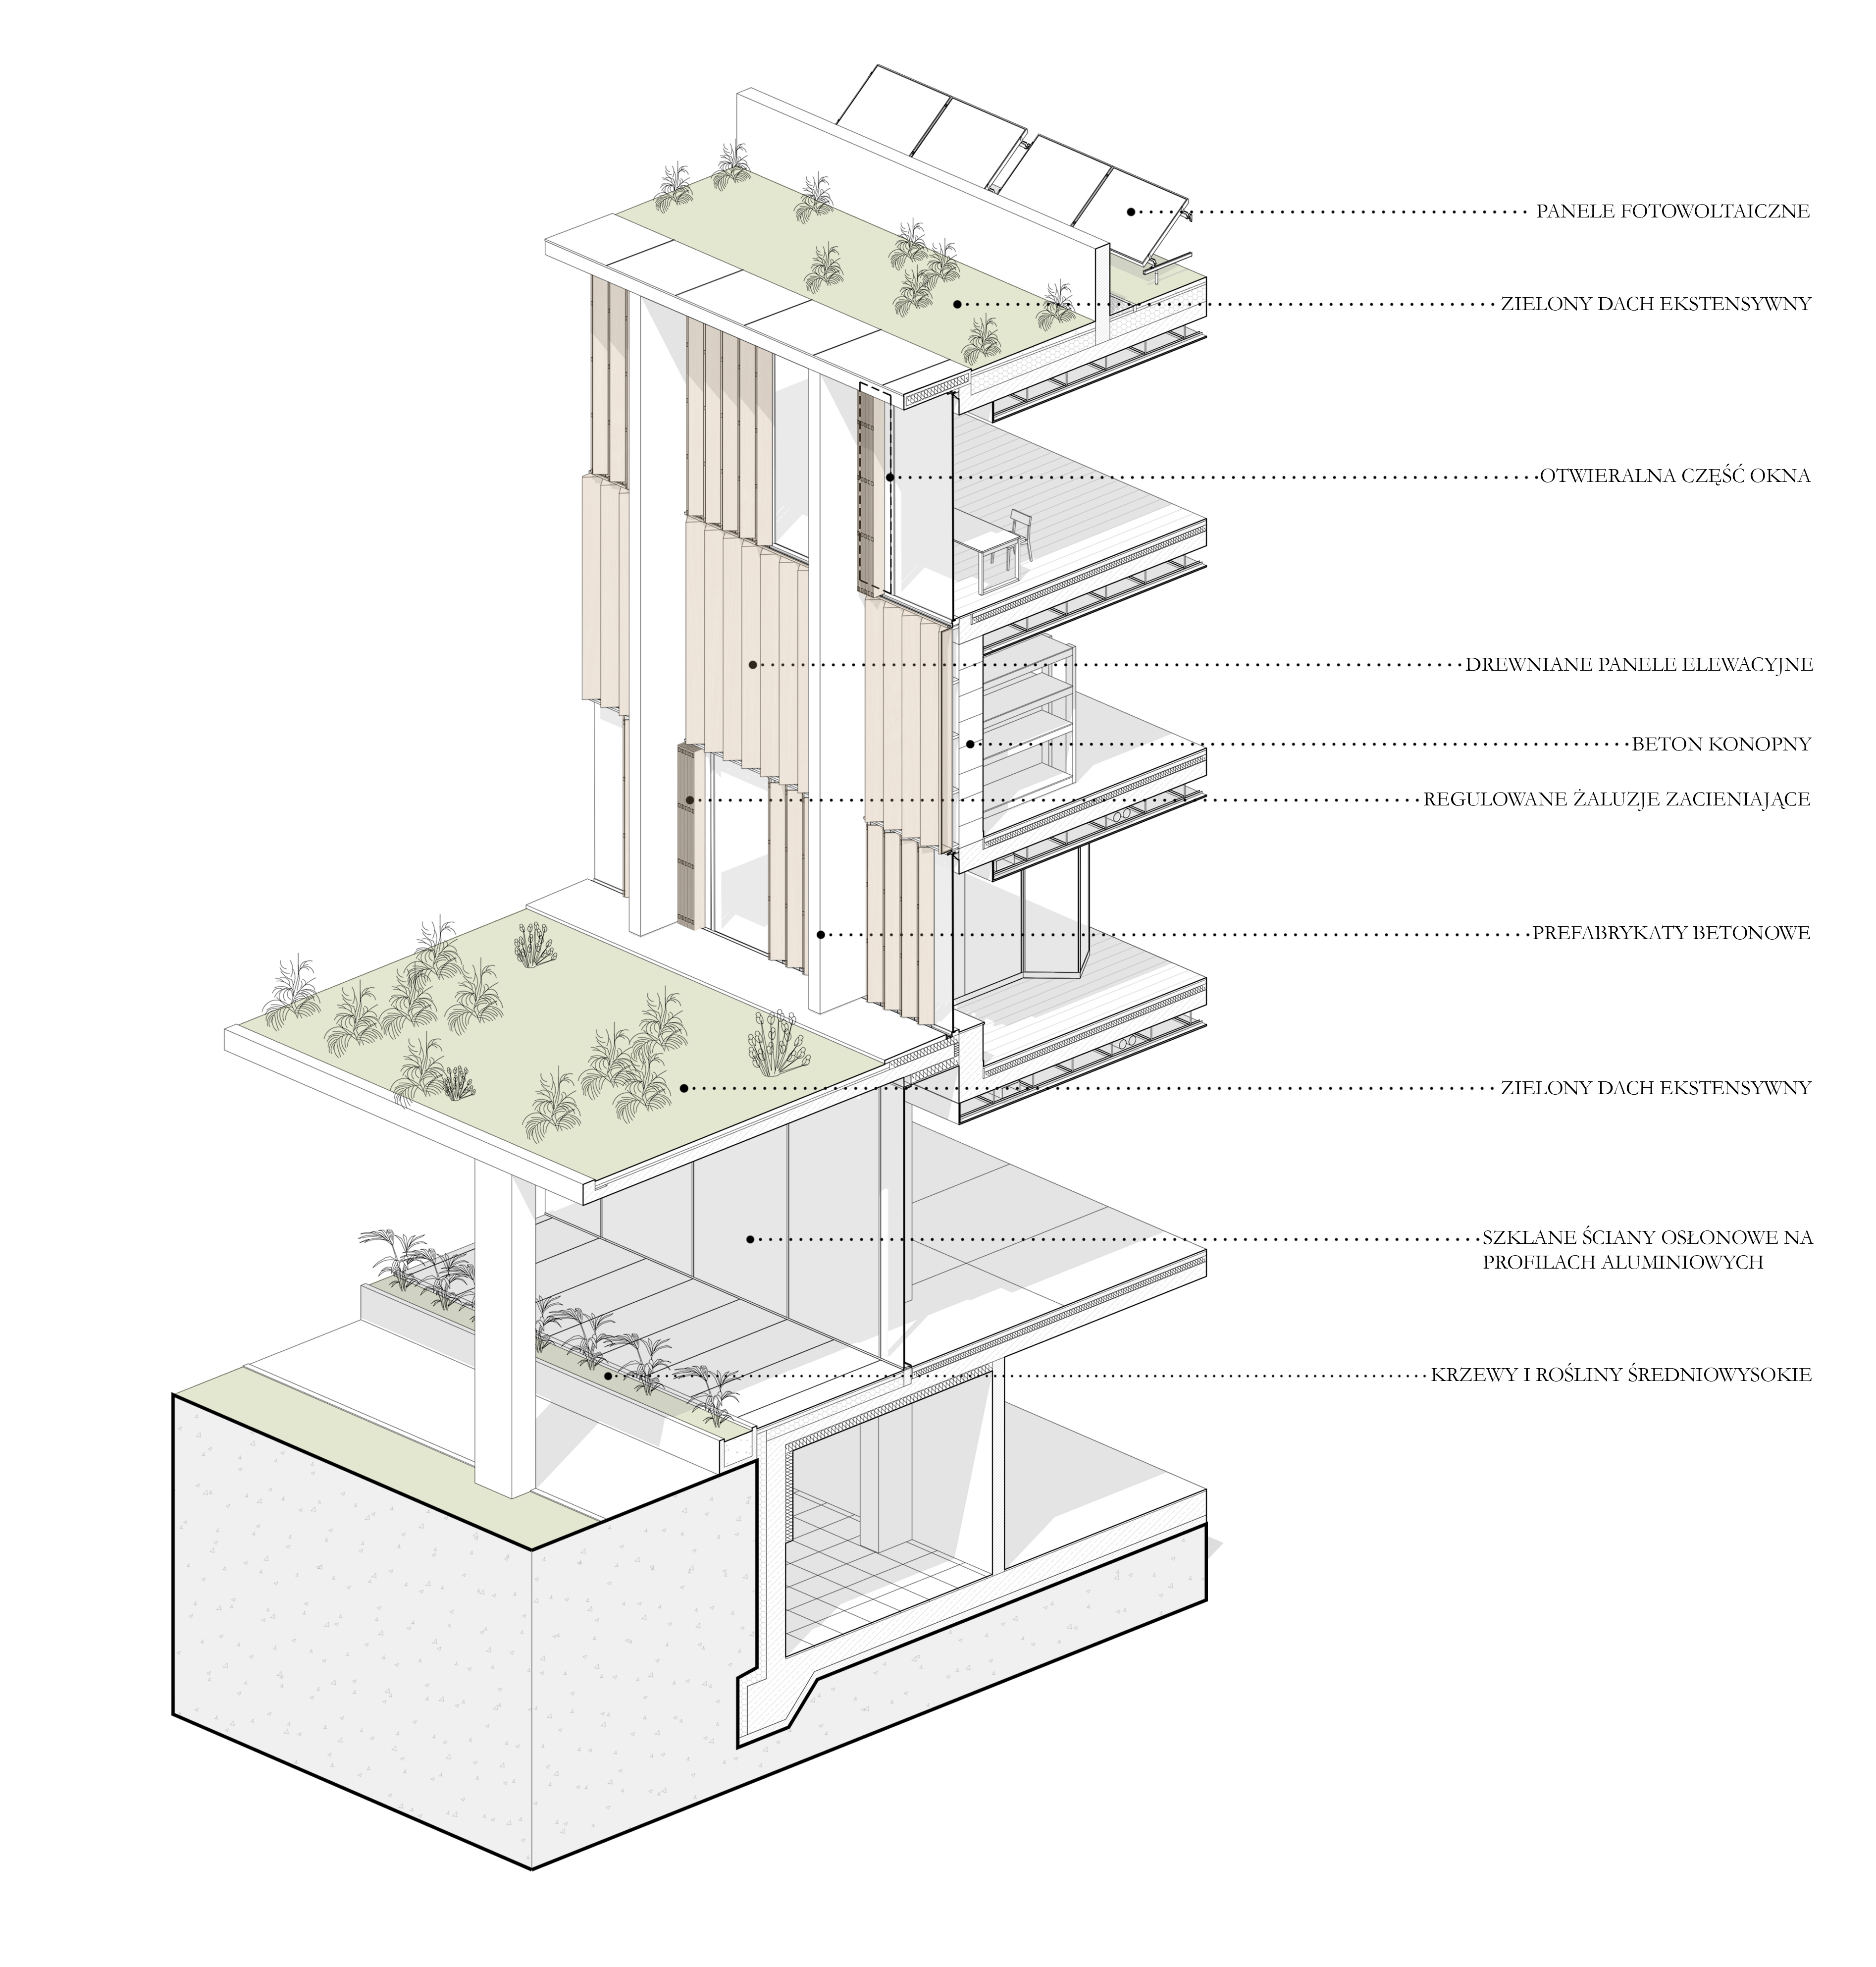 PANELE FOTOWOLTAICZNE
ZIELONY DACH EKSTENSYWNY
OTWIERALNA CZĘŚĆ OKNA
DREWNIANE PANELE ELEWACYJNE
BETON KONOPNY
REGULOWANE ŻALUZJE ZACIENIAJĄCE
PREFABRYKATY BETONOWE
ZIELONY DACH EKSTENSYWNY
SZKLANE ŚCIANY OSŁONOWE NA
PROFILACH ALUMINIOWYCH
KRZEWY I ROŚLINY ŚREDNIOWYSOKIE